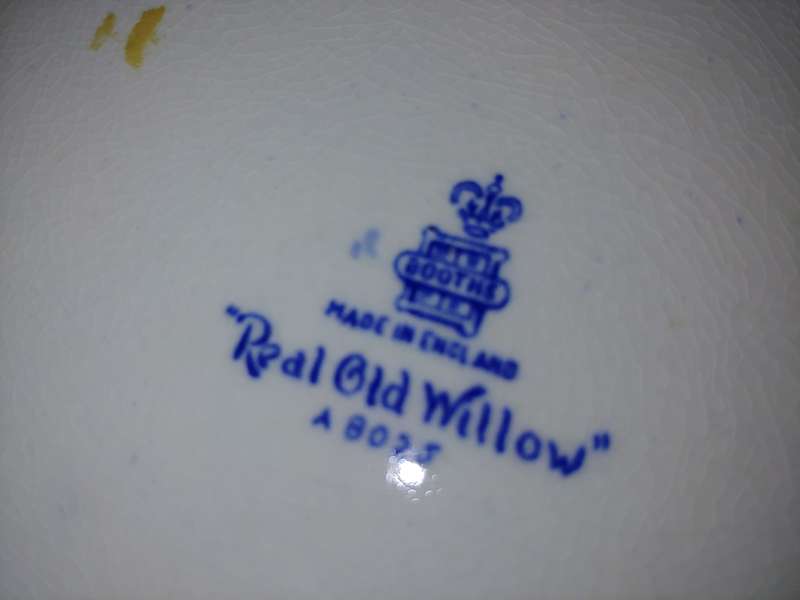 BOOTHS
MADE IN ENGLAND
"Real Old Willow"
A 8025